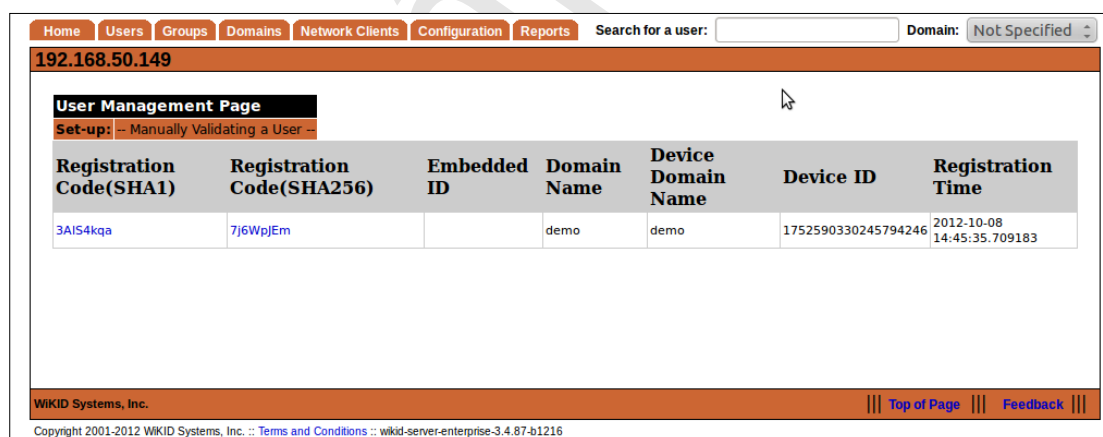 Home Users Groups Domains Network Clients Configuration Reports Search for a user: Domain: Not Specified
192.168.50.149
User Management Page
Set-up: -- Manually Validating a User --
Registration Code(SHA1) Registration Code(SHA256) Embedded ID Domain Name Device Domain Name Device ID Registration Time
3AIS4kqa 7j6WpJEm demo demo 1752590330245794246 2012-10-08 14:45:35.709183
WiKID Systems, Inc. ||| Top of Page ||| Feedback |||
Copyright 2001-2012 WiKID Systems, Inc. :: Terms and Conditions :: wikid-server-enterprise-3.4.87-b1216